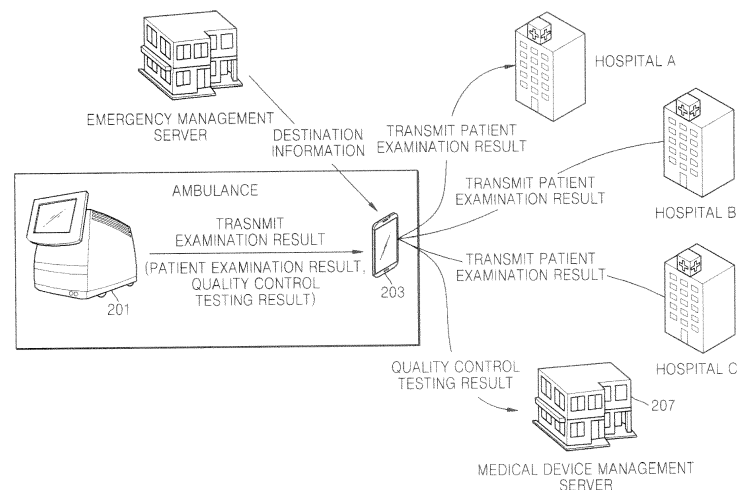 HOSPITAL A
EMERGENCY MANAGEMENT
SERVER
DESTINATION
INFORMATION
TRANSMIT PATIENT
EXAMINATION RESULT
TRANSMIT PATIENT
EXAMINATION RESULT
HOSPITAL B
AMBULANCE
TRASNMIT
EXAMINATION RESULT
(PATIENT EXAMINATION RESULT,
QUALITY CONTROL
TESTING RESULT)
201
203
TRANSMIT PATIENT
EXAMINATION RESULT
HOSPITAL C
QUALITY CONTROL
TESTING RESULT
207
MEDICAL DEVICE MANAGEMENT
SERVER